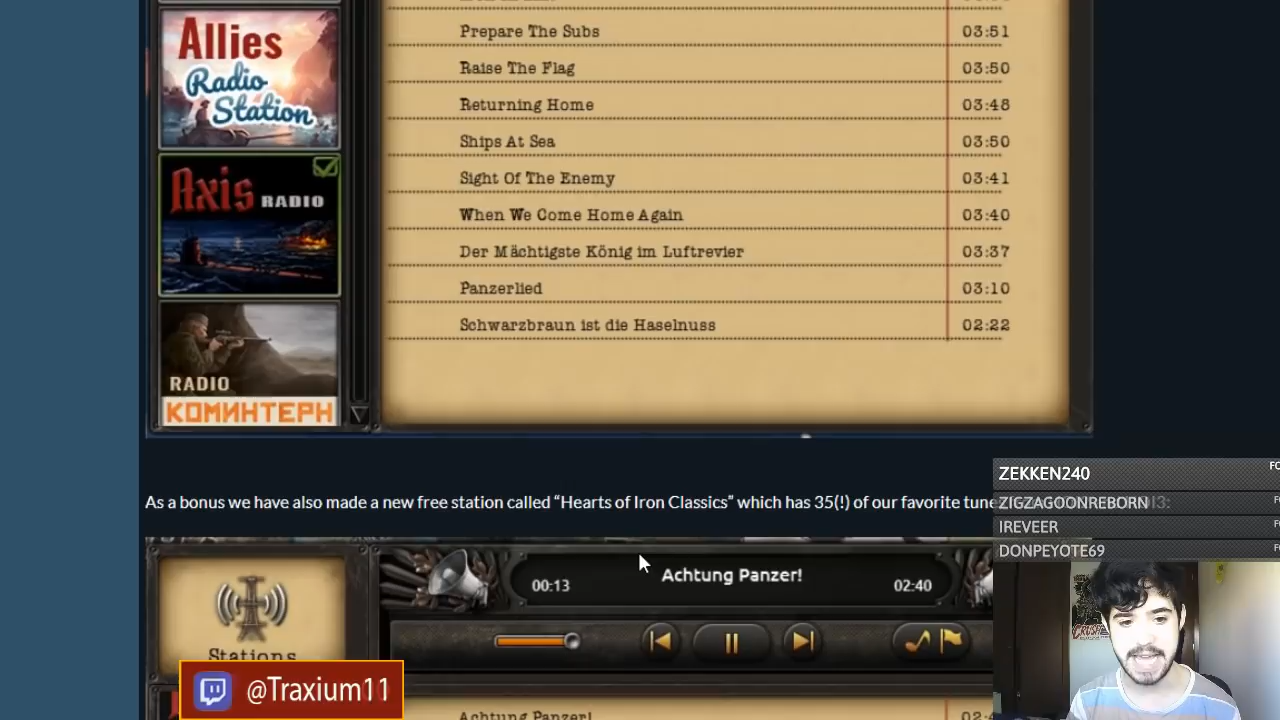 Allies
Radio
Station
Prepare The Subs 03:51
Raise The Flag 03:50
Returning Home 03:48
Ships At Sea 03:50
Axis RADIO
Sight Of The Enemy 03:41
When We Come Home Again 03:40
Der Mächtigste König im Luftrevier 03:37
Panzerlied 03:10
Schwarzbraun ist die Haselnuss 02:22
RADIO
КОМИНТЕРН
ZEKKEN240
As a bonus we have also made a new free station called “Hearts of Iron Classics” which has 35(!) of our favorite tune
ZIGZAGOONREBORN
IREVEER
DONPEYOTE69
00:13 Achtung Panzer! 02:40
Stations
@Traxium11
Achtung Panzer!